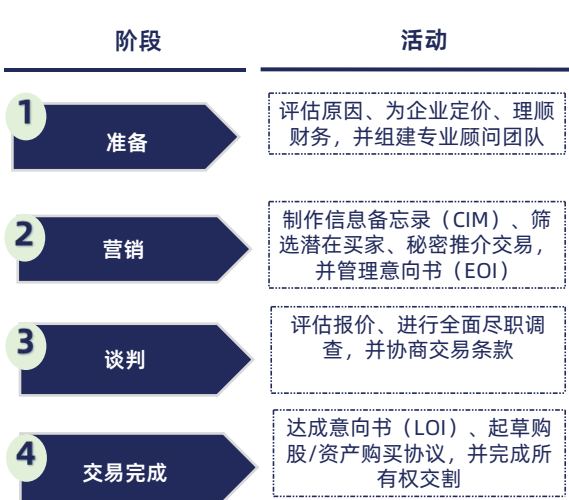 阶段
活动
1
准备
评估原因、为企业定价、理顺
财务，并组建专业顾问团队
2
营销
制作信息备忘录（CIM）、筛
选潜在买家、秘密推介交易，
并管理意向书（EOI）
3
谈判
评估报价、进行全面尽职调
查，并协商交易条款
4
交易完成
达成意向书（LOI）、起草购
股/资产购买协议，并完成所
有权交割